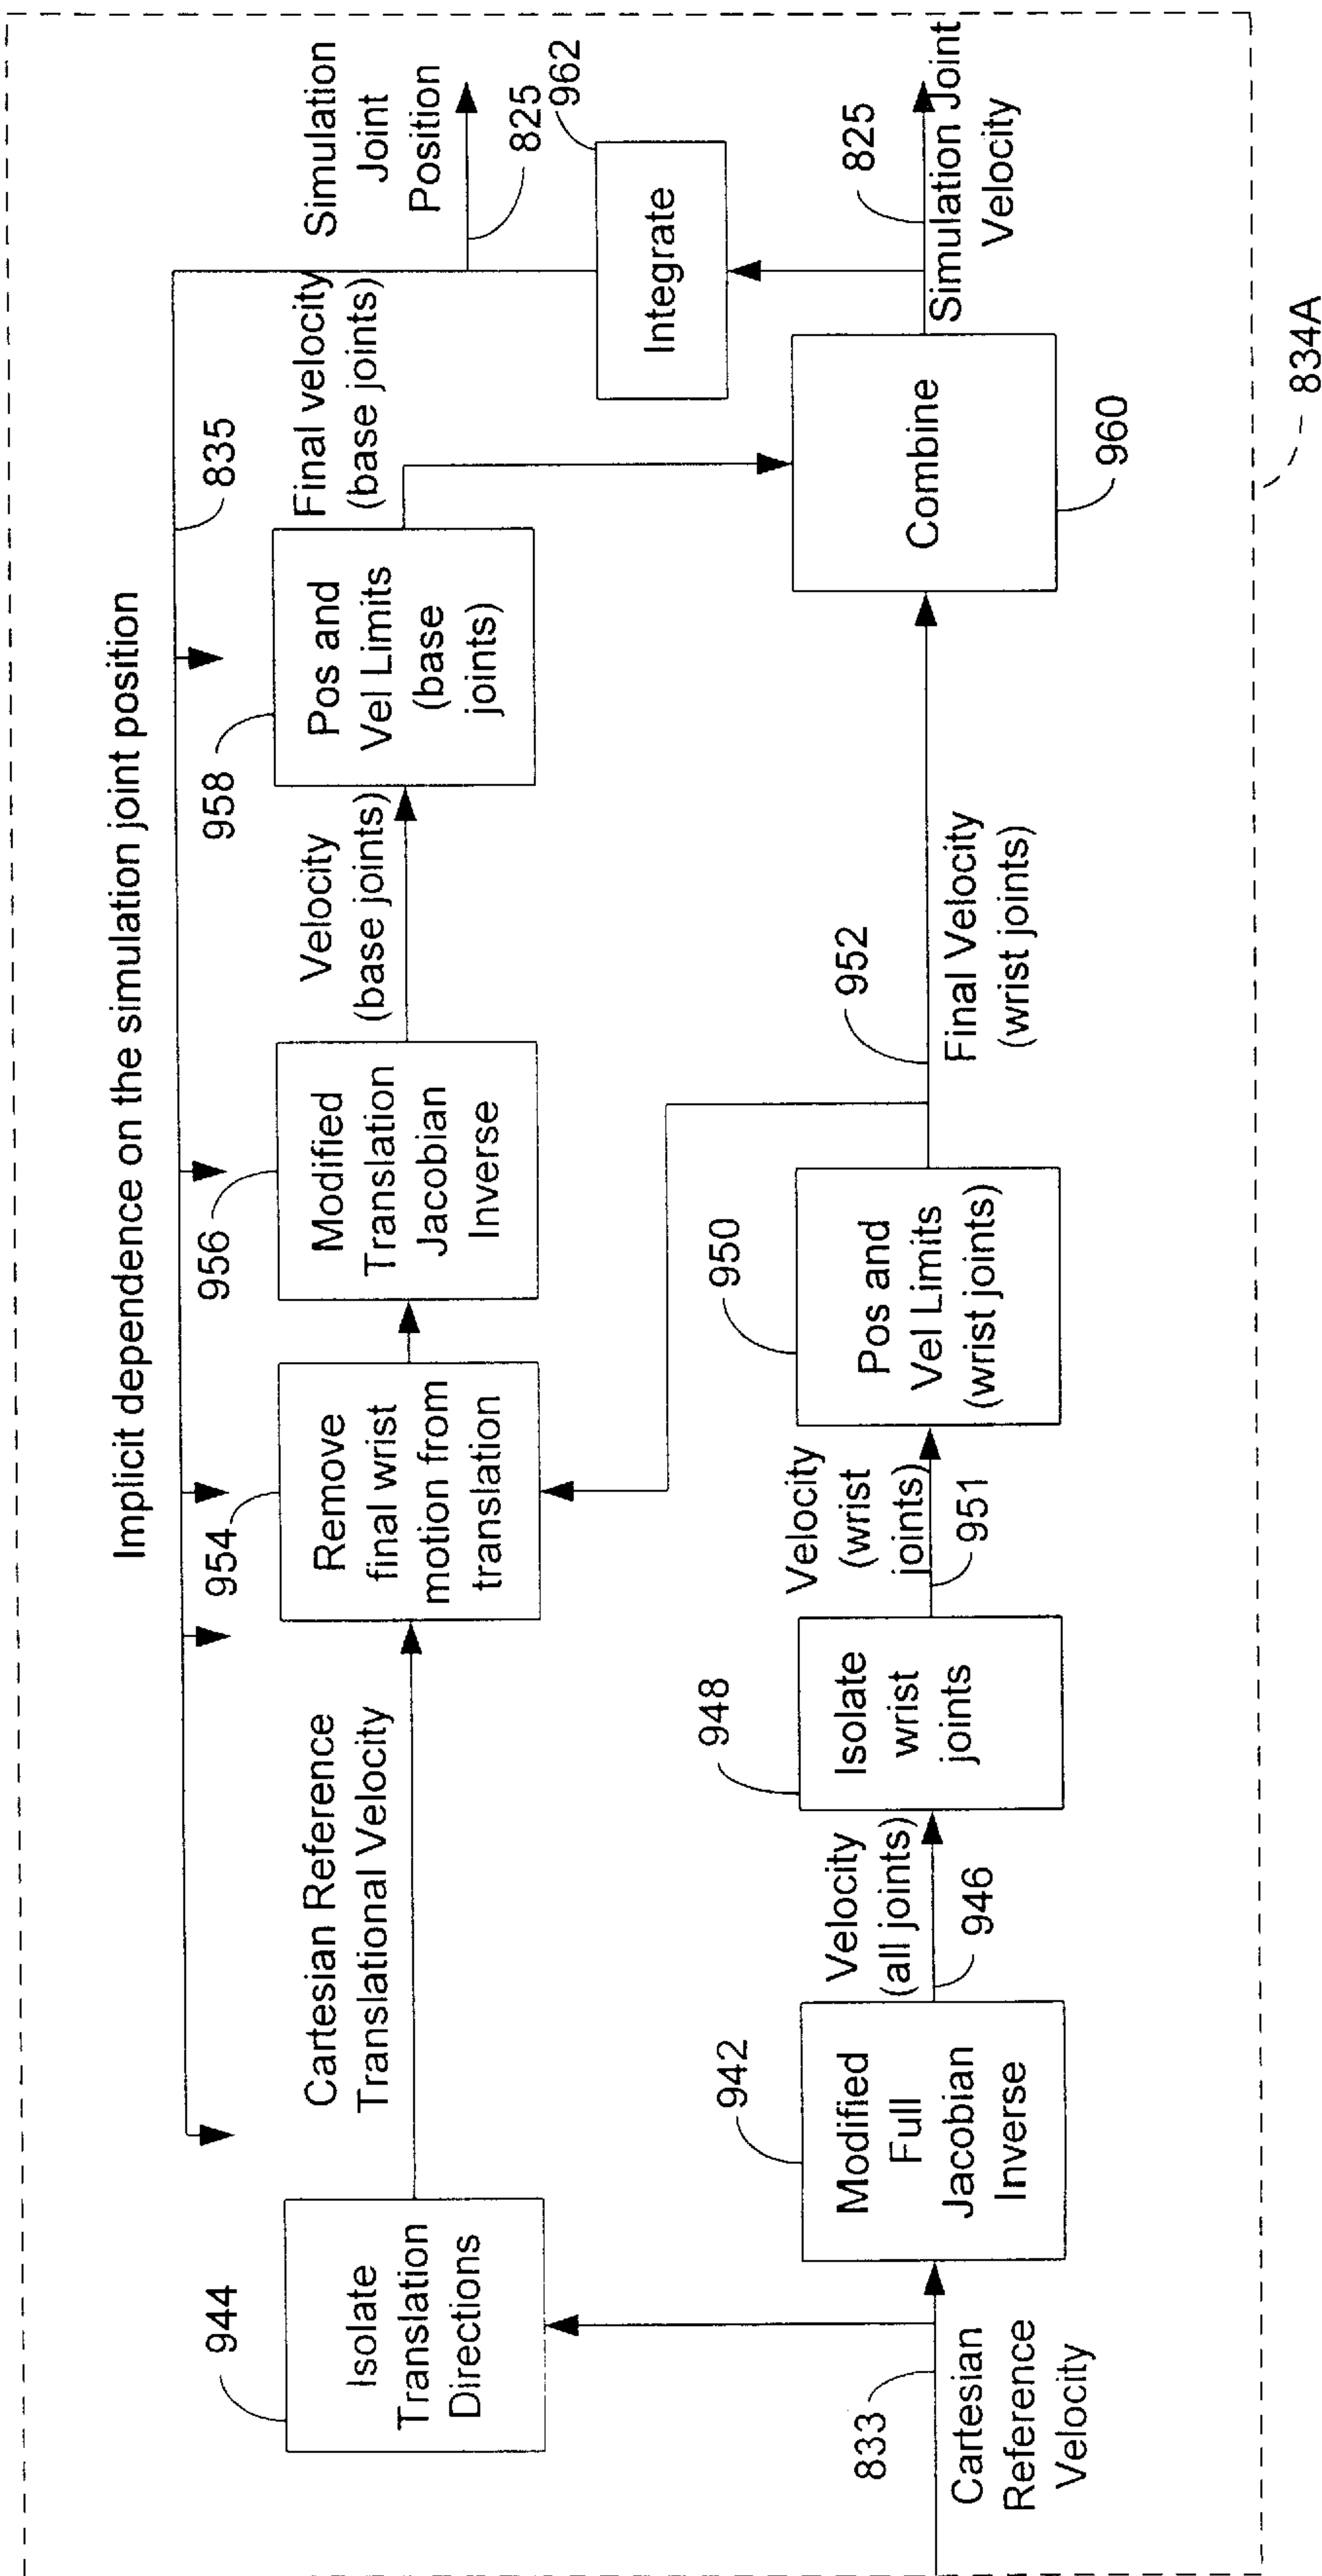 Implicit dependence on the simulation joint position
835
944
Isolate
Translation
Directions
Cartesian Reference
Translational Velocity
954
Remove
final wrist
motion from
translation
956
Modified
Translation
Jacobian
Inverse
Velocity
(base joints)
958
Pos and
Vel Limits
(base
joints)
Final velocity
(base joints)
Simulation
Joint
Position
825
962
Integrate
833
Cartesian
Reference
Velocity
942
Modified
Full
Jacobian
Inverse
Velocity
(all joints)
946
948
Isolate
wrist
joints
Velocity
(wrist
joints)
951
950
Pos and
Vel Limits
(wrist joints)
952
Final Velocity
(wrist joints)
Combine
960
825
Simulation Joint
Velocity
834A